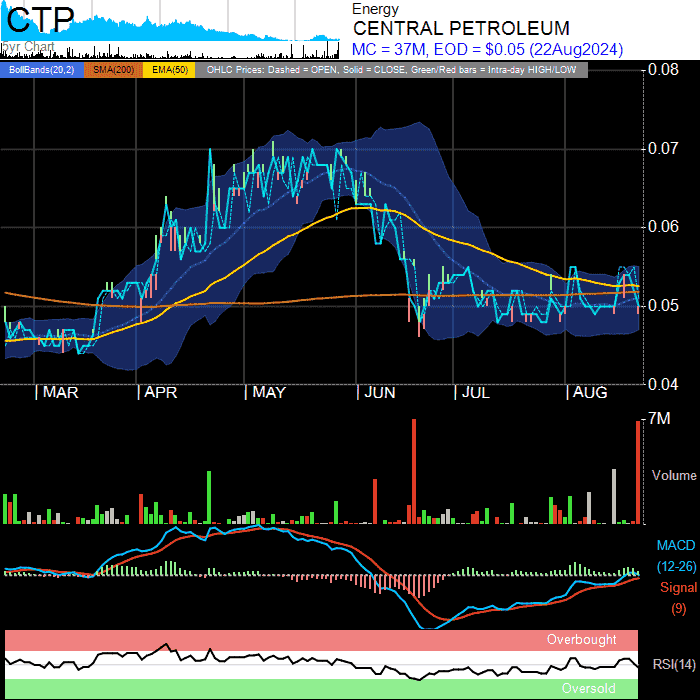 CTP
pyr Chart
Energy
CENTRAL PETROLEUM
MC = 37M, EOD = $0.05 (22Aug2024)
BollBands(20,2) SMA(200) EMA(50) OHLC Prices: Dashed = OPEN, Solid = CLOSE, Green/Red bars = Intra-day HIGH/LOW
0.08
0.07
0.06
0.05
0.04
| MAR | APR | MAY | JUN | JUL | AUG
7M
Volume
MACD
(12-26)
Signal
(9)
Overbought
RSI(14)
Oversold